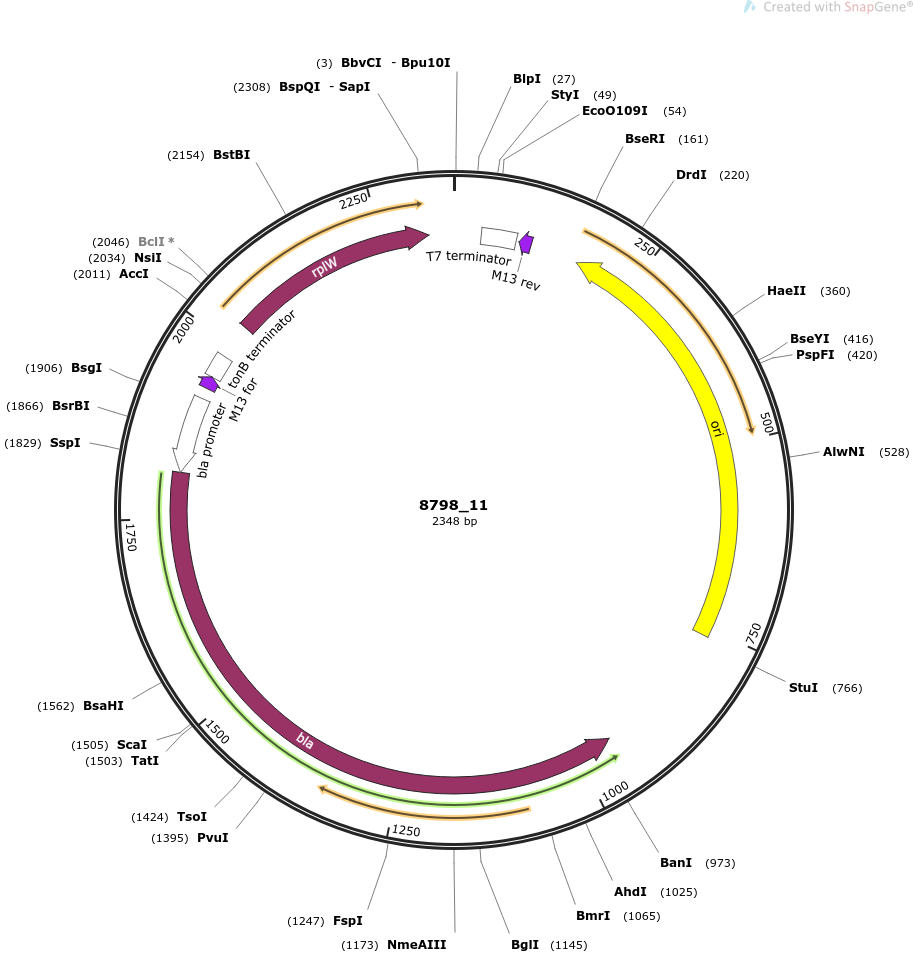 Created with SnapGene®
(3) BbvCI - Bpu10I
(2308) BspQI - SapI
BlpI (27)
StyI (49)
EcoO109I (54)
BseRI (161)
DrdI (220)
HaeII (360)
BseYI (416)
PspFI (420)
AlwNI (528)
StuI (766)
BanI (973)
AhdI (1025)
BmrI (1065)
BglI (1145)
(1173) NmeAIII
(1247) FspI
(1395) PvuI
(1424) TsoI
(1503) TatI
(1505) ScaI
(1562) BsaHI
(1829) SspI
(1866) BsrBI
(1906) BsgI
(2011) AccI
(2034) NsiI
(2046) BclI *
(2154) BstBI
250
500
750
1000
1250
1500
1750
2000
2250
T7 terminator
M13 rev
ori
bla
bla promoter
M13 for
tonB terminator
rplW
8798_11
2348 bp